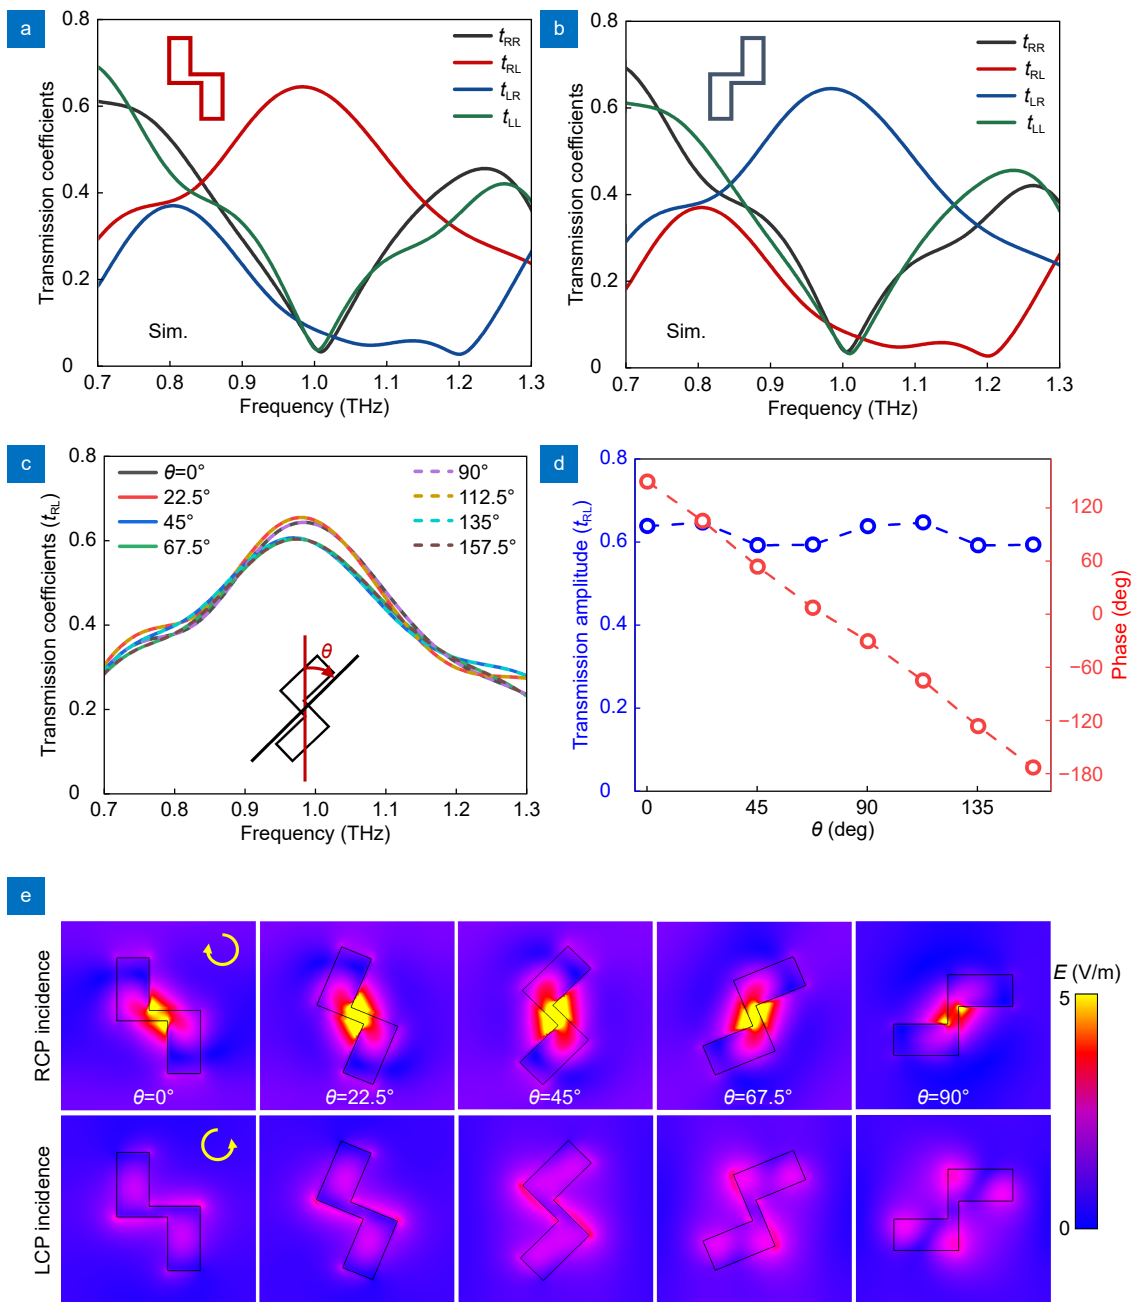 a
Transmission coefficients
0.8
0.6
0.4
0.2
0
t_RR
t_RL
t_LR
t_LL
Sim.
0.7 0.8 0.9 1.0 1.1 1.2 1.3
Frequency (THz)
b
Transmission coefficients
0.8
0.6
0.4
0.2
0
t_RR
t_RL
t_LR
t_LL
Sim.
0.7 0.8 0.9 1.0 1.1 1.2 1.3
Frequency (THz)
c
Transmission coefficients (t_RL)
0.8
0.6
0.4
0.2
0
θ=0°
22.5°
45°
67.5°
90°
112.5°
135°
157.5°
θ
0.7 0.8 0.9 1.0 1.1 1.2 1.3
Frequency (THz)
d
Transmission amplitude (t_RL)
0.8
0.6
0.4
0.2
0
120
60
0
−60
−120
−180
Phase (deg)
0 45 90 135
θ (deg)
e
RCP incidence
θ=0° θ=22.5° θ=45° θ=67.5° θ=90°
LCP incidence
E (V/m)
5
0